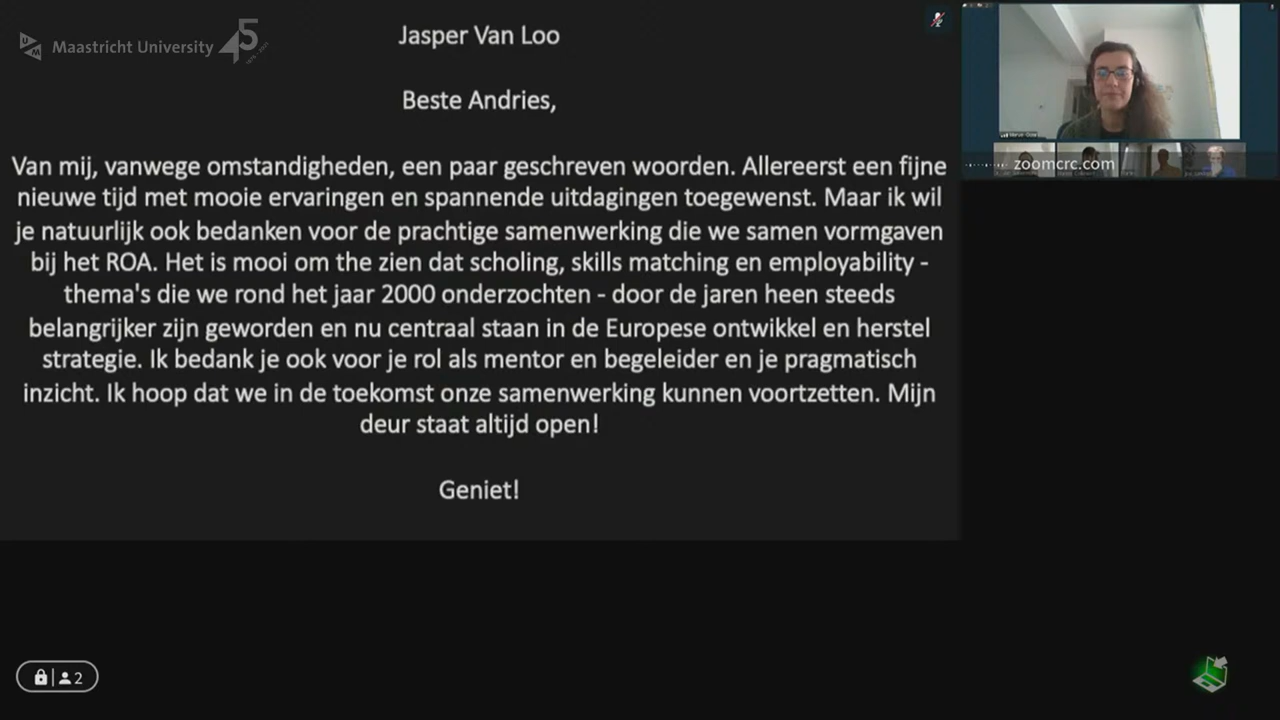 Maastricht University 45
Jasper Van Loo
Beste Andries,
Van mij, vanwege omstandigheden, een paar geschreven woorden. Allereerst een fijne
nieuwe tijd met mooie ervaringen en spannende uitdagingen toegewenst. Maar ik wil
je natuurlijk ook bedanken voor de prachtige samenwerking die we samen vormgaven
bij het ROA. Het is mooi om the zien dat scholing, skills matching en employability -
thema's die we rond het jaar 2000 onderzochten - door de jaren heen steeds
belangrijker zijn geworden en nu centraal staan in de Europese ontwikkel en herstel
strategie. Ik bedank je ook voor je rol als mentor en begeleider en je pragmatisch
inzicht. Ik hoop dat we in de toekomst onze samenwerking kunnen voortzetten. Mijn
deur staat altijd open!
Geniet!
zoomcrc.com
2